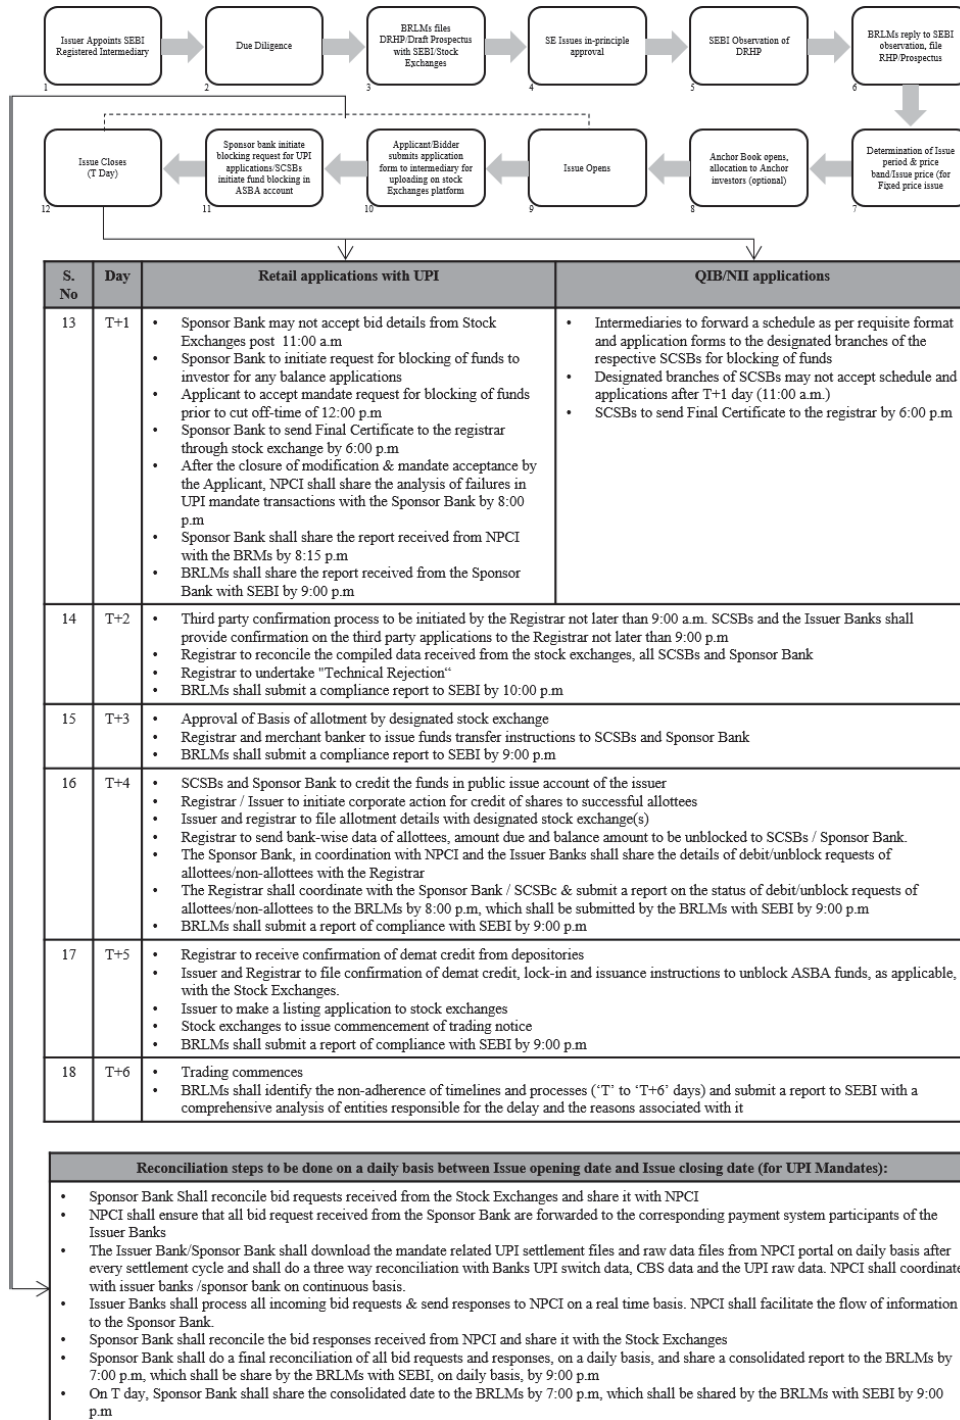 Issuer Appoints SEBI
Registered Intermediary
1
Due Diligence
2
BRLMs files
DRHP/Draft Prospectus
with SEBI/Stock
Exchanges
3
SE Issues in-principle
approval
4
SEBI Observation of
DRHP
5
BRLMs reply to SEBI
observation, file
RHP/Prospectus
6
Determination of Issue
period & price
band/Issue price (for
Fixed price issue
7
Anchor Book opens,
allocation to Anchor
investors (optional)
8
Issue Opens
9
Applicant/Bidder
submits application
form to intermediary for
uploading on stock
Exchanges platform
10
Sponsor bank initiate
blocking request for UPI
applications/SCSBs
initiate fund blocking in
ASBA account
11
Issue Closes
(T Day)
12
S.
No
Day
Retail applications with UPI
QIB/NII applications
13
T+1
• Sponsor Bank may not accept bid details from Stock
Exchanges post 11:00 a.m
• Sponsor Bank to initiate request for blocking of funds to
investor for any balance applications
• Applicant to accept mandate request for blocking of funds
prior to cut off-time of 12:00 p.m
• Sponsor Bank to send Final Certificate to the registrar
through stock exchange by 6:00 p.m
• After the closure of modification & mandate acceptance by
the Applicant, NPCI shall share the analysis of failures in
UPI mandate transactions with the Sponsor Bank by 8:00
p.m
• Sponsor Bank shall share the report received from NPCI
with the BRMs by 8:15 p.m
• BRLMs shall share the report received from the Sponsor
Bank with SEBI by 9:00 p.m
• Intermediaries to forward a schedule as per requisite format
and application forms to the designated branches of the
respective SCSBs for blocking of funds
• Designated branches of SCSBs may not accept schedule and
applications after T+1 day (11:00 a.m.)
• SCSBs to send Final Certificate to the registrar by 6:00 p.m
14
T+2
• Third party confirmation process to be initiated by the Registrar not later than 9:00 a.m. SCSBs and the Issuer Banks shall
provide confirmation on the third party applications to the Registrar not later than 9:00 p.m
• Registrar to reconcile the compiled data received from the stock exchanges, all SCSBs and Sponsor Bank
• Registrar to undertake "Technical Rejection“
• BRLMs shall submit a compliance report to SEBI by 10:00 p.m
15
T+3
• Approval of Basis of allotment by designated stock exchange
• Registrar and merchant banker to issue funds transfer instructions to SCSBs and Sponsor Bank
• BRLMs shall submit a compliance report to SEBI by 9:00 p.m
16
T+4
• SCSBs and Sponsor Bank to credit the funds in public issue account of the issuer
• Registrar / Issuer to initiate corporate action for credit of shares to successful allottees
• Issuer and registrar to file allotment details with designated stock exchange(s)
• Registrar to send bank-wise data of allottees, amount due and balance amount to be unblocked to SCSBs / Sponsor Bank.
• The Sponsor Bank, in coordination with NPCI and the Issuer Banks shall share the details of debit/unblock requests of
allottees/non-allottees with the Registrar
• The Registrar shall coordinate with the Sponsor Bank / SCSBc & submit a report on the status of debit/unblock requests of
allottees/non-allottees to the BRLMs by 8:00 p.m, which shall be submitted by the BRLMs with SEBI by 9:00 p.m
• BRLMs shall submit a report of compliance with SEBI by 9:00 p.m
17
T+5
• Registrar to receive confirmation of demat credit from depositories
• Issuer and Registrar to file confirmation of demat credit, lock-in and issuance instructions to unblock ASBA funds, as applicable,
with the Stock Exchanges.
• Issuer to make a listing application to stock exchanges
• Stock exchanges to issue commencement of trading notice
• BRLMs shall submit a report of compliance with SEBI by 9:00 p.m
18
T+6
• Trading commences
• BRLMs shall identify the non-adherence of timelines and processes (‘T’ to ‘T+6’ days) and submit a report to SEBI with a
comprehensive analysis of entities responsible for the delay and the reasons associated with it
Reconciliation steps to be done on a daily basis between Issue opening date and Issue closing date (for UPI Mandates):
• Sponsor Bank Shall reconcile bid requests received from the Stock Exchanges and share it with NPCI
• NPCI shall ensure that all bid request received from the Sponsor Bank are forwarded to the corresponding payment system participants of the
Issuer Banks
• The Issuer Bank/Sponsor Bank shall download the mandate related UPI settlement files and raw data files from NPCI portal on daily basis after
every settlement cycle and shall do a three way reconciliation with Banks UPI switch data, CBS data and the UPI raw data. NPCI shall coordinate
with issuer banks /sponsor bank on continuous basis.
• Issuer Banks shall process all incoming bid requests & send responses to NPCI on a real time basis. NPCI shall facilitate the flow of information
to the Sponsor Bank.
• Sponsor Bank shall reconcile the bid responses received from NPCI and share it with the Stock Exchanges
• Sponsor Bank shall do a final reconciliation of all bid requests and responses, on a daily basis, and share a consolidated report to the BRLMs by
7:00 p.m, which shall be share by the BRLMs with SEBI, on daily basis, by 9:00 p.m
• On T day, Sponsor Bank shall share the consolidated date to the BRLMs by 7:00 p.m, which shall be shared by the BRLMs with SEBI by 9:00
p.m